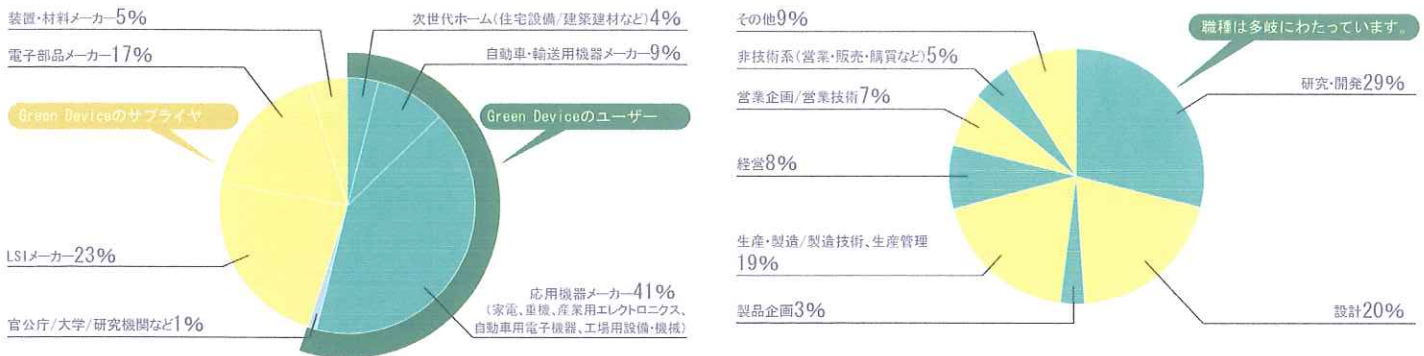 装置・材料メーカー5%
電子部品メーカー17%
Green Deviceのサプライヤ
LSIメーカー23%
官公庁/大学/研究機関など1%
次世代ホーム(住宅設備/建築建材など)4%
自動車・輸送用機器メーカー9%
Green Deviceのユーザー
応用機器メーカー41%
(家電、重機、産業用エレクトロニクス、
自動車用電子機器、工場用設備・機械)
その他9%
非技術系(営業・販売・購買など)5%
営業企画/営業技術7%
経営8%
生産・製造/製造技術、生産管理
19%
製品企画3%
職種は多岐にわたっています。
研究・開発29%
設計20%